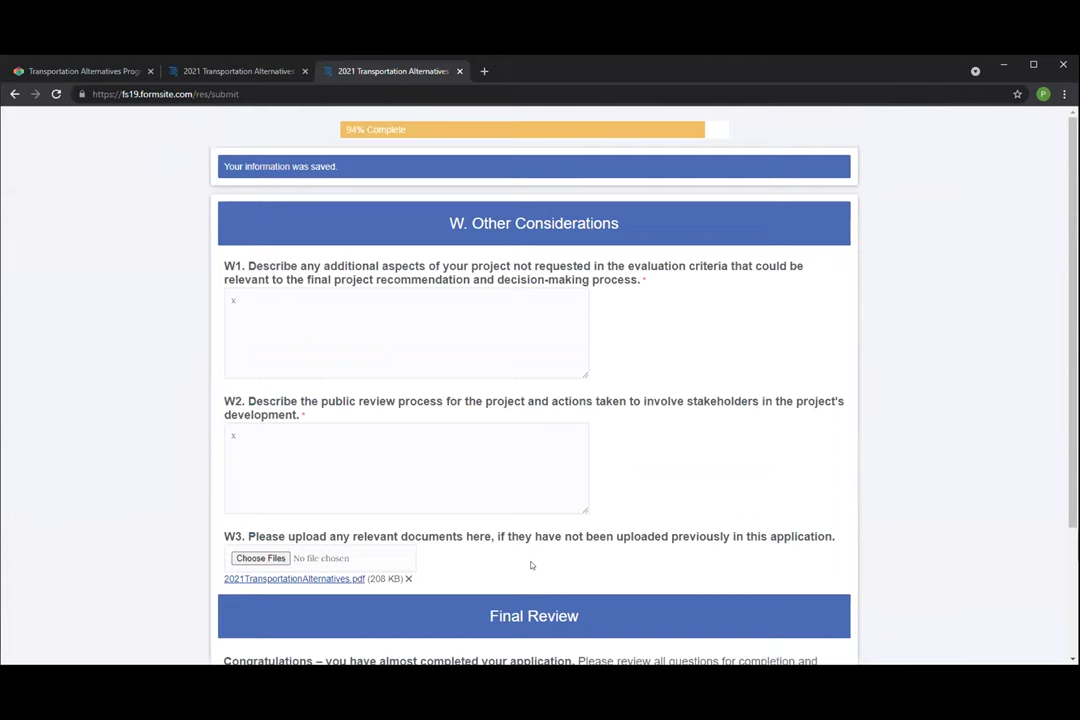 Transportation Alternatives Prog
2021 Transportation Alternatives
2021 Transportation Alternatives
https://fs19.formsite.com/res/submit
P
94% Complete
Your information was saved.
W. Other Considerations
W1. Describe any additional aspects of your project not requested in the evaluation criteria that could be
relevant to the final project recommendation and decision-making process. *
x
W2. Describe the public review process for the project and actions taken to involve stakeholders in the project's
development. *
x
W3. Please upload any relevant documents here, if they have not been uploaded previously in this application.
Choose Files No file chosen
2021TransportationAlternatives.pdf (208 KB)
Final Review
Congratulations – you have almost completed your application. Please review all questions for completion and